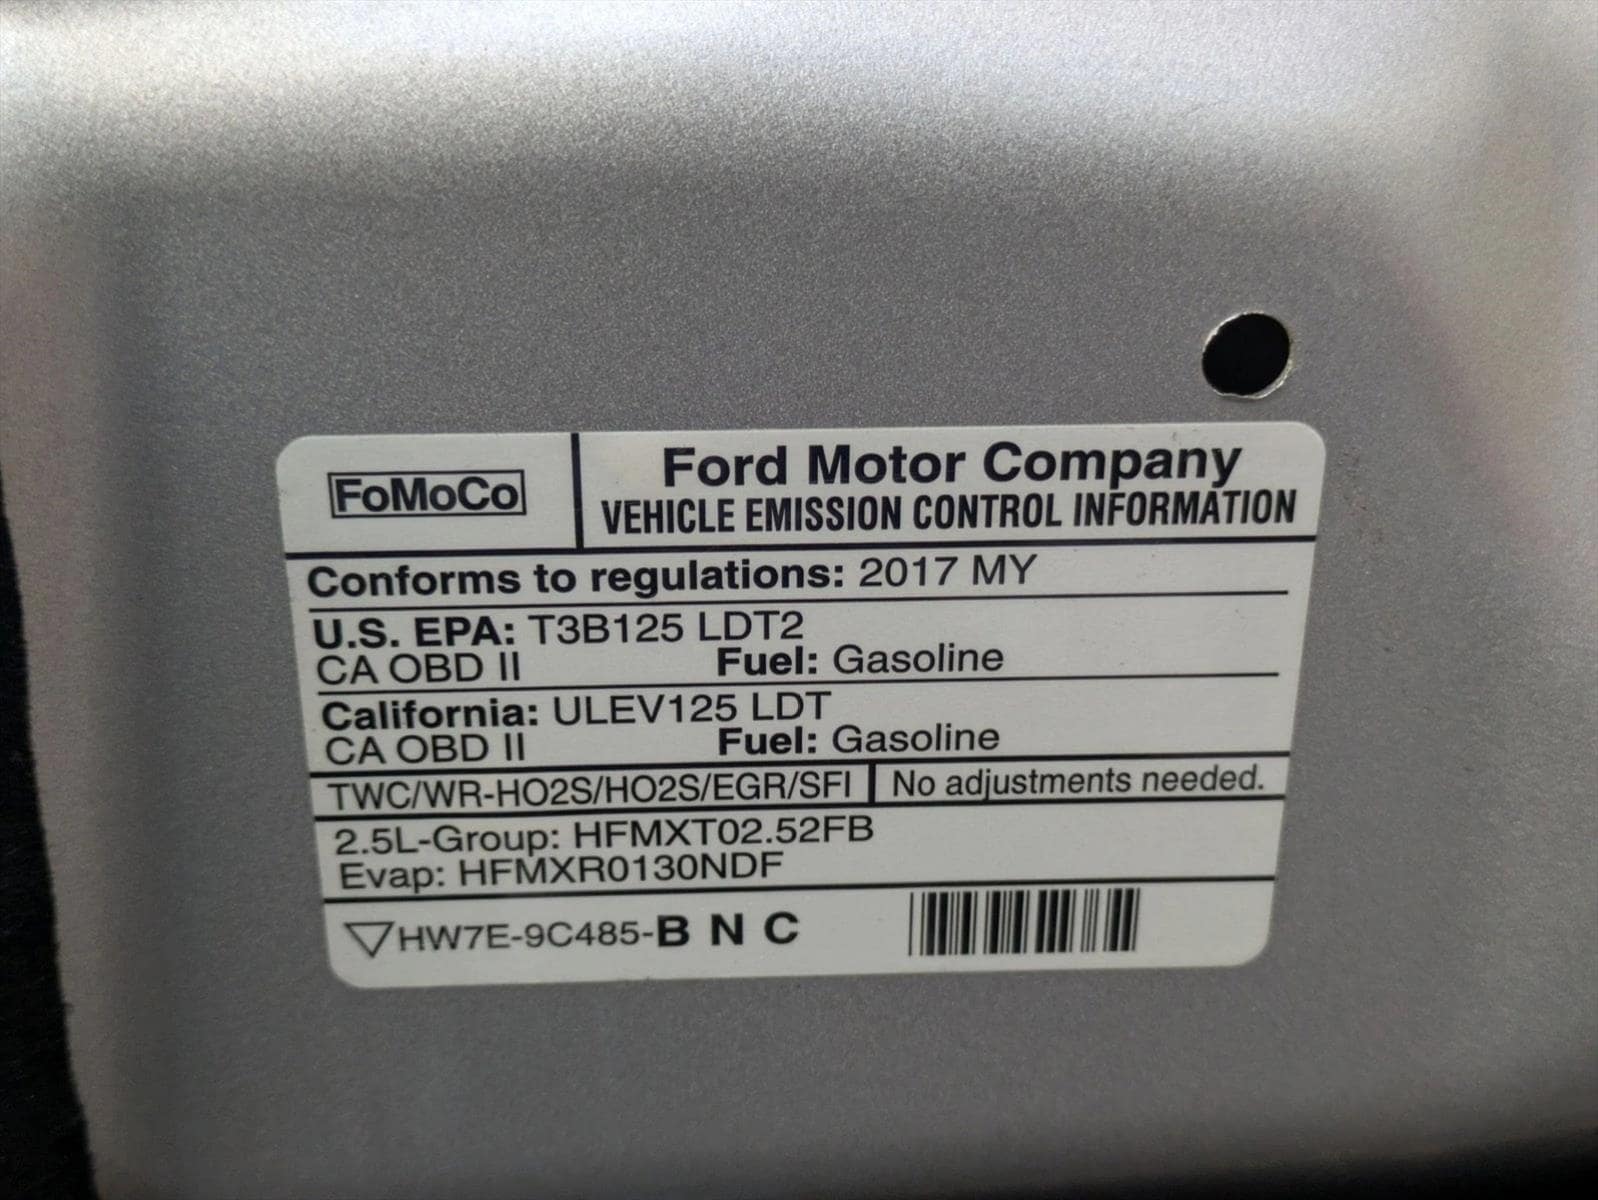 FoMoCo
Ford Motor Company
VEHICLE EMISSION CONTROL INFORMATION
Conforms to regulations: 2017 MY
U.S. EPA: T3B125 LDT2
CA OBD II Fuel: Gasoline
California: ULEV125 LDT
CA OBD II Fuel: Gasoline
TWC/WR-HO2S/HO2S/EGR/SFI No adjustments needed.
2.5L-Group: HFMXT02.52FB
Evap: HFMXR0130NDF
HW7E-9C485-B N C